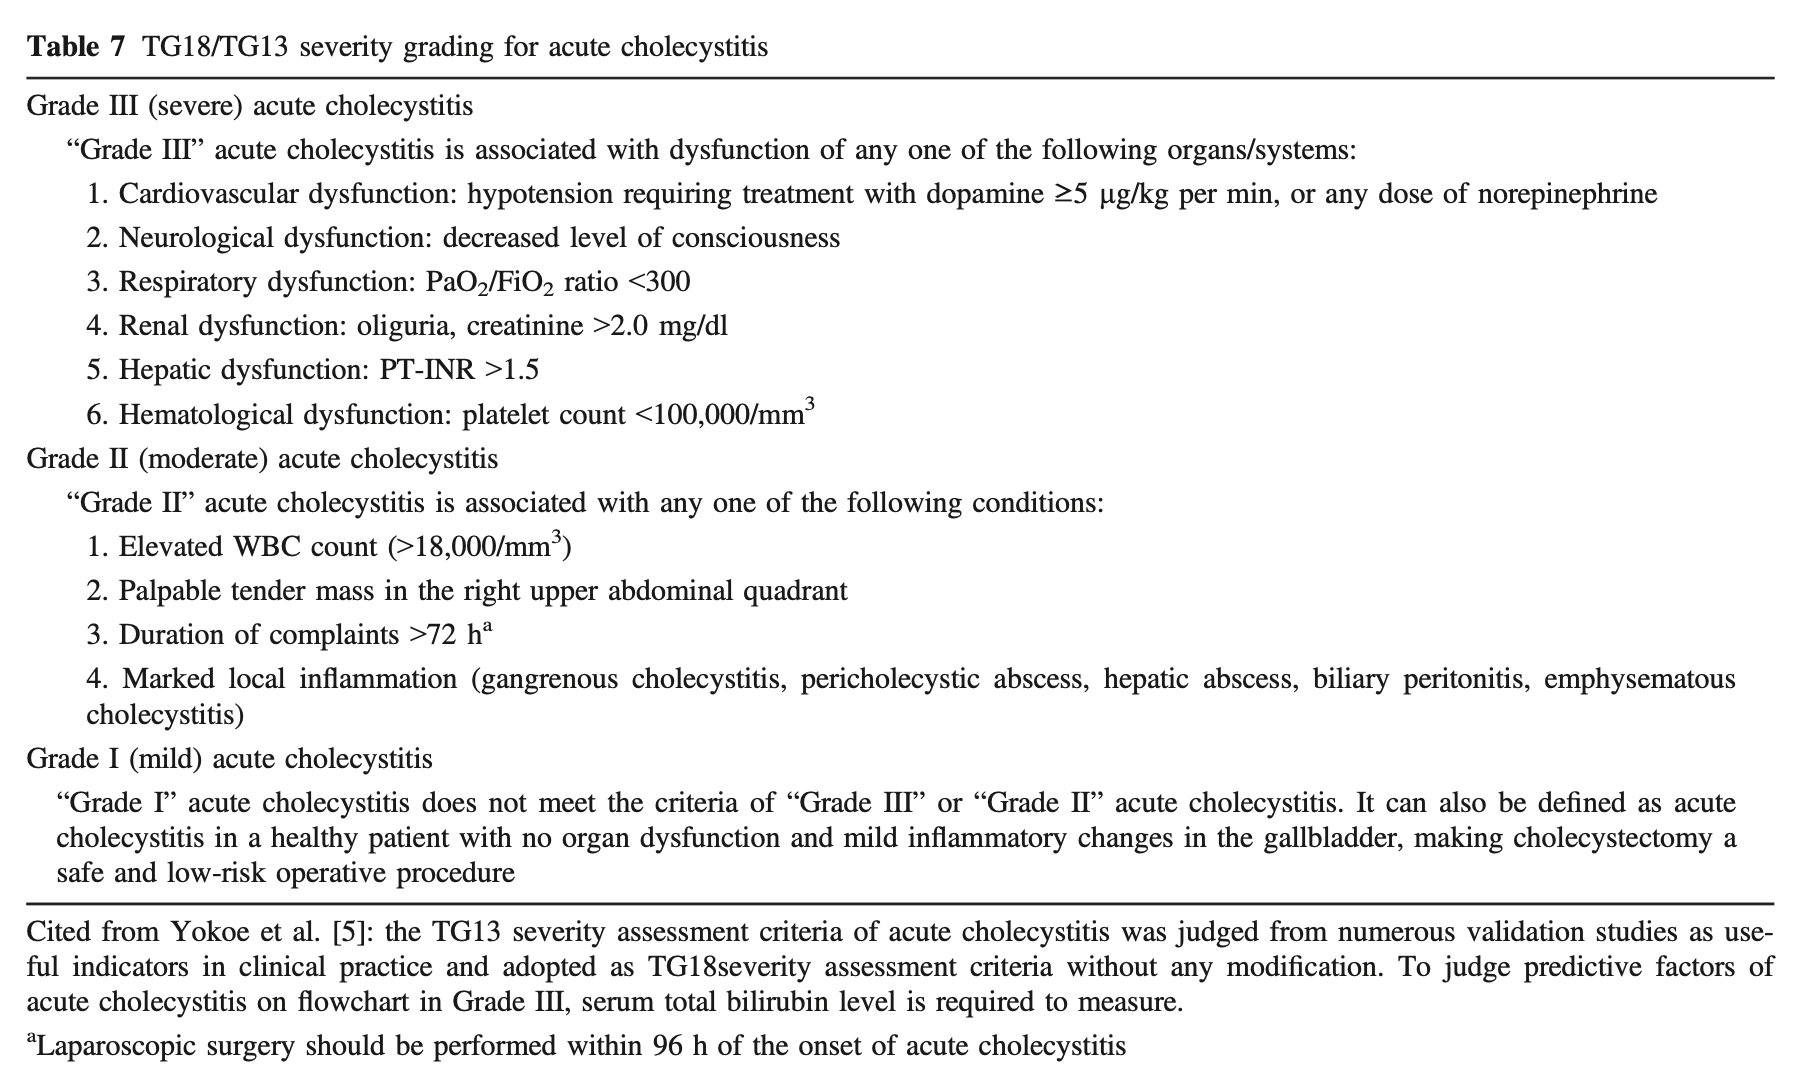 Table 7 TG18/TG13 severity grading for acute cholecystitis
Grade III (severe) acute cholecystitis
“Grade III” acute cholecystitis is associated with dysfunction of any one of the following organs/systems:
1. Cardiovascular dysfunction: hypotension requiring treatment with dopamine ≥5 μg/kg per min, or any dose of norepinephrine
2. Neurological dysfunction: decreased level of consciousness
3. Respiratory dysfunction: PaO₂/FiO₂ ratio <300
4. Renal dysfunction: oliguria, creatinine >2.0 mg/dl
5. Hepatic dysfunction: PT-INR >1.5
6. Hematological dysfunction: platelet count <100,000/mm³
Grade II (moderate) acute cholecystitis
“Grade II” acute cholecystitis is associated with any one of the following conditions:
1. Elevated WBC count (>18,000/mm³)
2. Palpable tender mass in the right upper abdominal quadrant
3. Duration of complaints >72 hᵃ
4. Marked local inflammation (gangrenous cholecystitis, pericholecystic abscess, hepatic abscess, biliary peritonitis, emphysematous
cholecystitis)
Grade I (mild) acute cholecystitis
“Grade I” acute cholecystitis does not meet the criteria of “Grade III” or “Grade II” acute cholecystitis. It can also be defined as acute
cholecystitis in a healthy patient with no organ dysfunction and mild inflammatory changes in the gallbladder, making cholecystectomy a
safe and low-risk operative procedure
Cited from Yokoe et al. [5]: the TG13 severity assessment criteria of acute cholecystitis was judged from numerous validation studies as use-
ful indicators in clinical practice and adopted as TG18severity assessment criteria without any modification. To judge predictive factors of
acute cholecystitis on flowchart in Grade III, serum total bilirubin level is required to measure.
ᵃLaparoscopic surgery should be performed within 96 h of the onset of acute cholecystitis